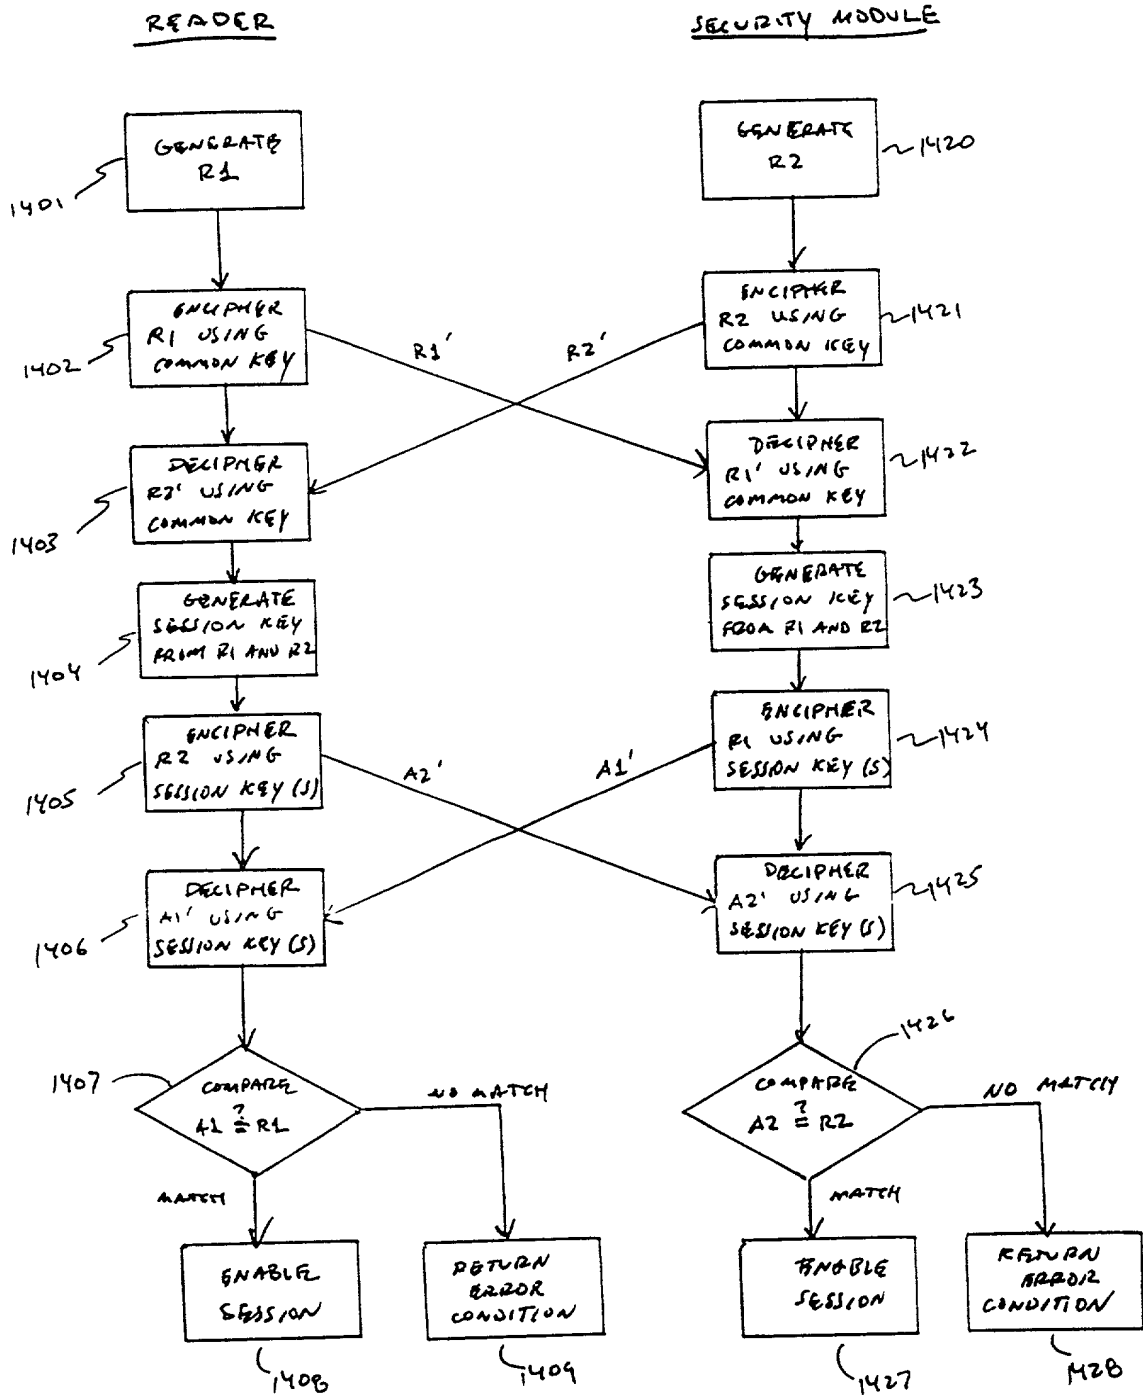 READER
SECURITY MODULE
GENERATE
R1
1401
GENERATE
R2
1420
ENCIPHER
R1 USING
COMMON KEY
1402
ENCIPHER
R2 USING
COMMON KEY
1421
R1'
R2'
DECIPHER
R2' USING
COMMON KEY
1403
DECIPHER
R1' USING
COMMON KEY
1422
GENERATE
SESSION KEY
FROM R1 AND R2
1404
GENERATE
SESSION KEY
FROM R1 AND R2
1423
ENCIPHER
R2 USING
SESSION KEY (S)
1405
ENCIPHER
R1 USING
SESSION KEY (S)
1424
A2'
A1'
DECIPHER
A1' USING
SESSION KEY (S)
1406
DECIPHER
A2' USING
SESSION KEY (S)
1425
1407
COMPARE
A1 ?= R1
NO MATCH
MATCH
1426
COMPARE
A2 ?= R2
NO MATCH
MATCH
ENABLE
SESSION
1408
RETURN
ERROR
CONDITION
1409
ENABLE
SESSION
1427
RETURN
ERROR
CONDITION
1428